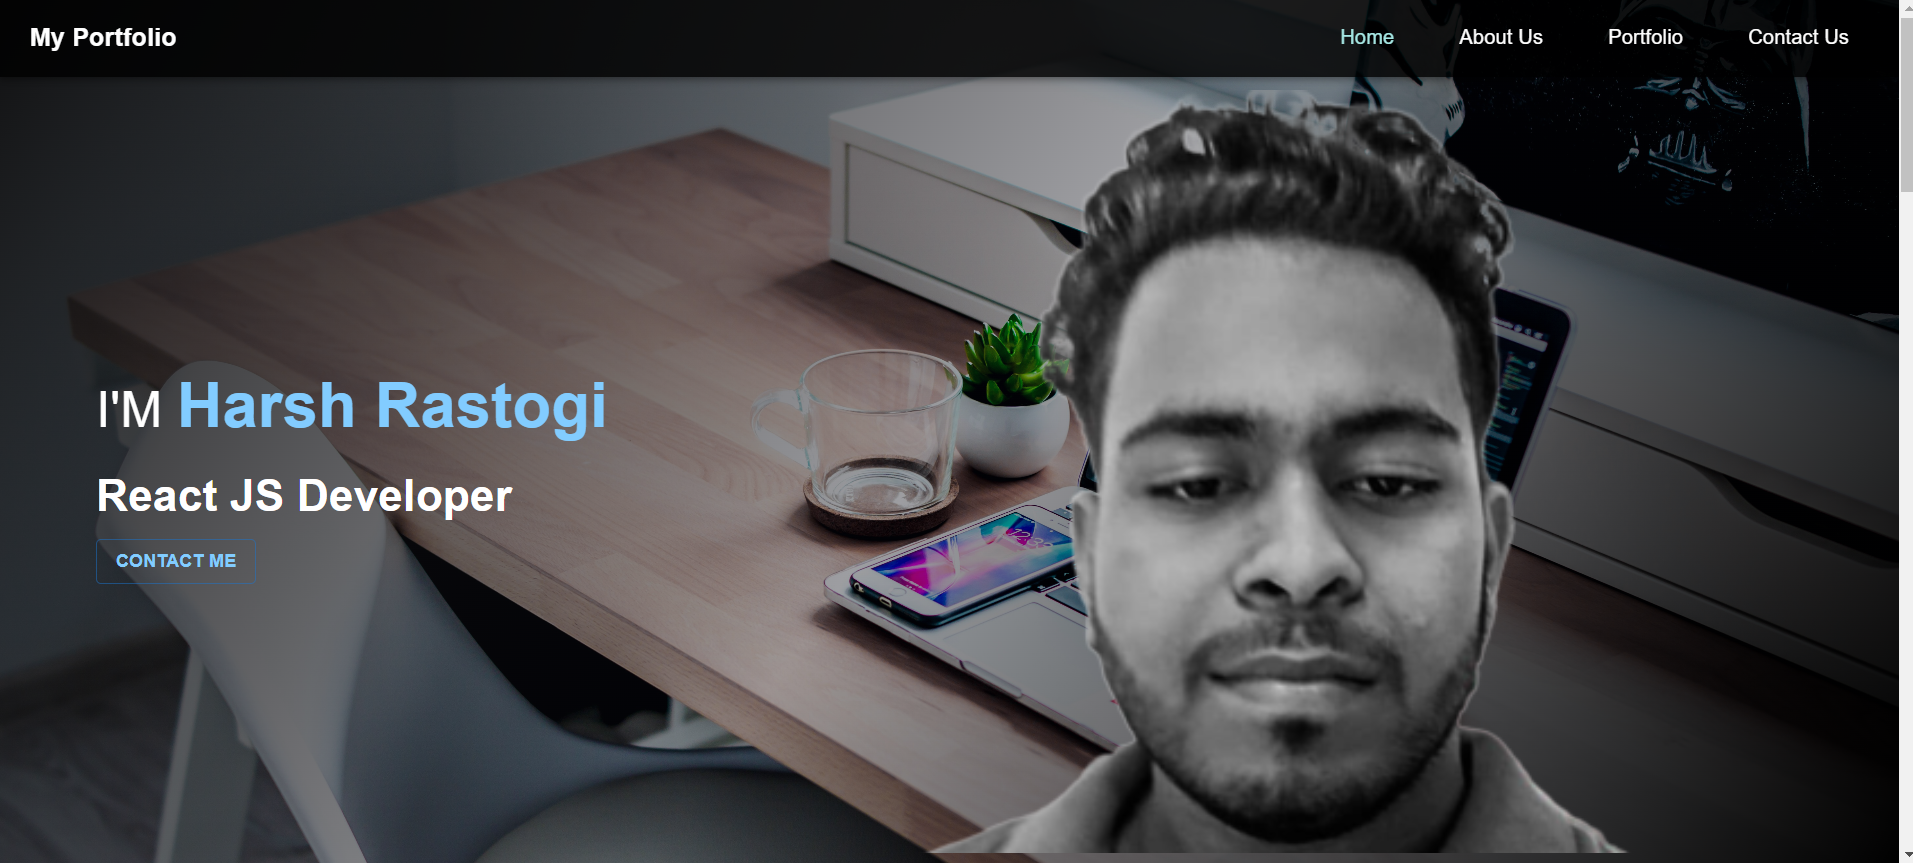 My Portfolio
Home About Us Portfolio Contact Us
I'M Harsh Rastogi
React JS Developer
CONTACT ME